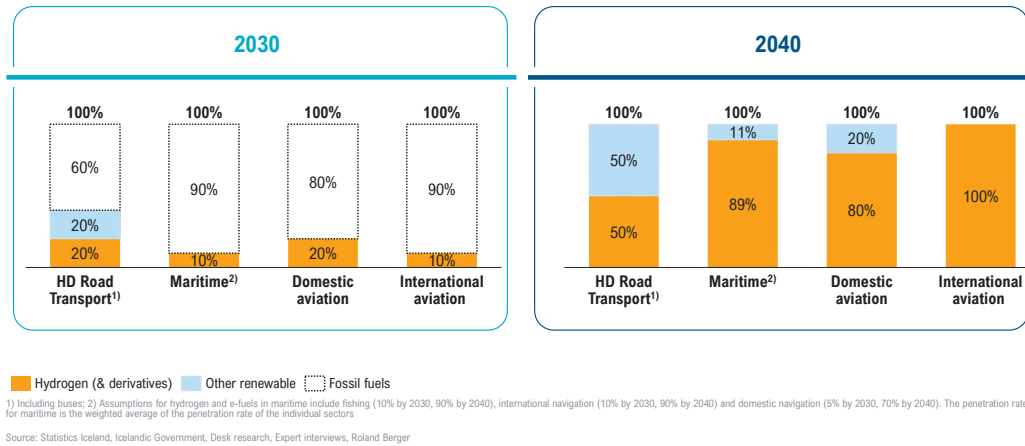 2030
100%
100%
100%
100%
60%
90%
80%
90%
20%
20%
10%
20%
10%
HD Road
Transport1)
Maritime2)
Domestic
aviation
International
aviation
2040
100%
100%
100%
100%
50%
11%
20%
50%
89%
80%
100%
HD Road
Transport1)
Maritime2)
Domestic
aviation
International
aviation
Hydrogen (& derivatives) Other renewable Fossil fuels
1) Including buses; 2) Assumptions for hydrogen and e-fuels in maritime include fishing (10% by 2030, 90% by 2040), international navigation (10% by 2030, 90% by 2040) and domestic navigation (5% by 2030, 70% by 2040). The penetration rate
for maritime is the weighted average of the penetration rate of the individual sectors
Source: Statistics Iceland, Icelandic Government, Desk research, Expert interviews, Roland Berger